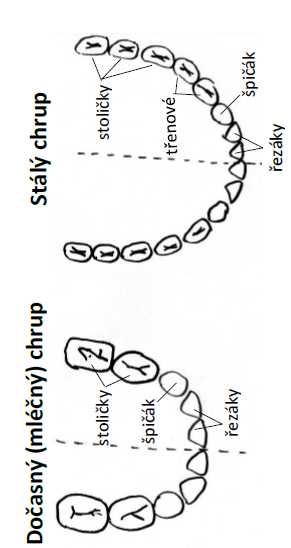 Dočasný (mléčný) chrup
stoličky
špičák
řezáky
Stálý chrup
stoličky
třenové
špičák
řezáky